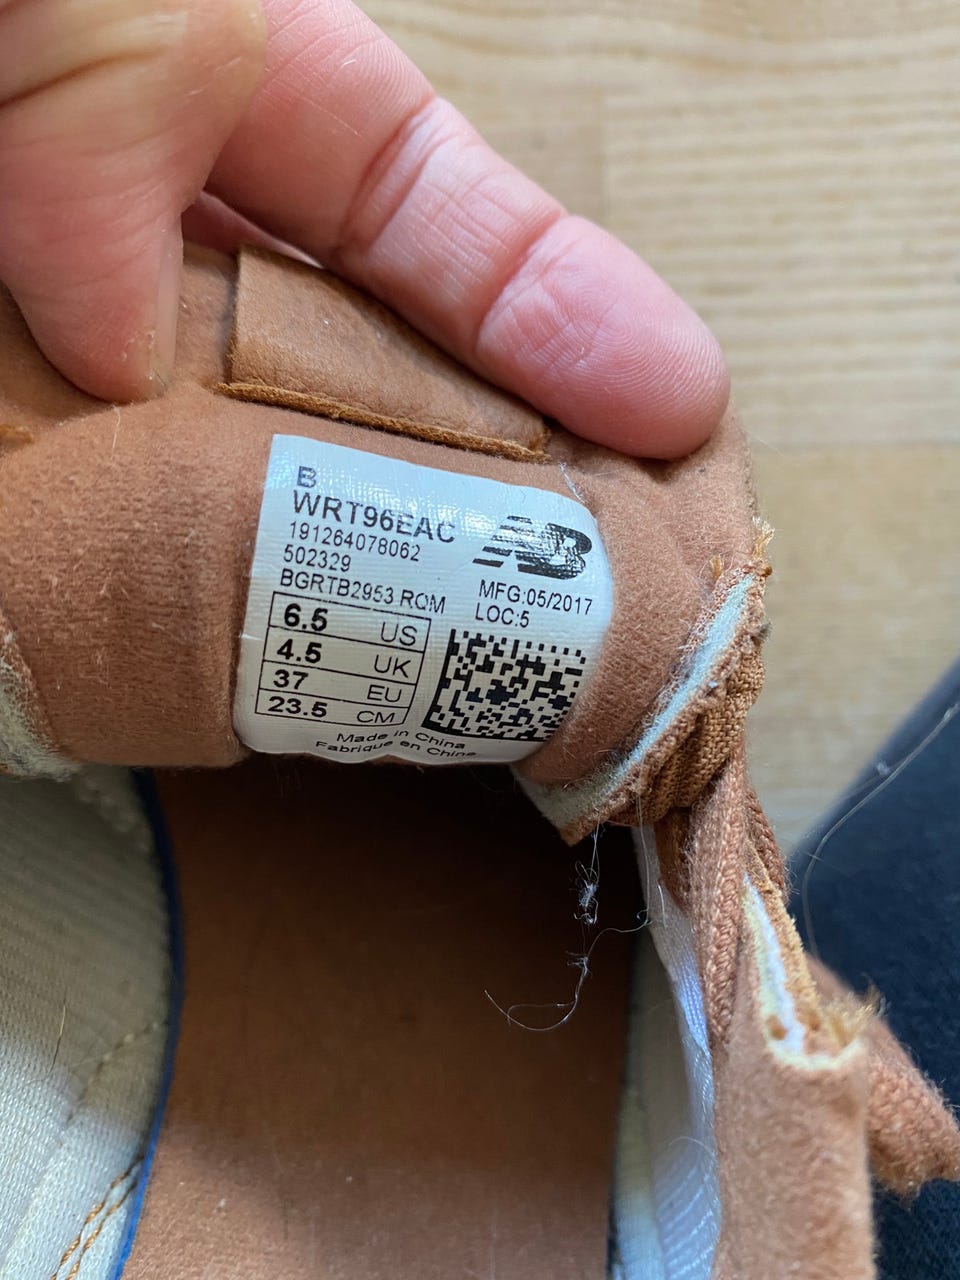 B
WRT96EAC
191264078062
502329
BGRTB2953 ROM
NB
MFG:05/2017
LOC:5
6.5 US
4.5 UK
37 EU
23.5 CM
Made in China
Fabrique en Chine